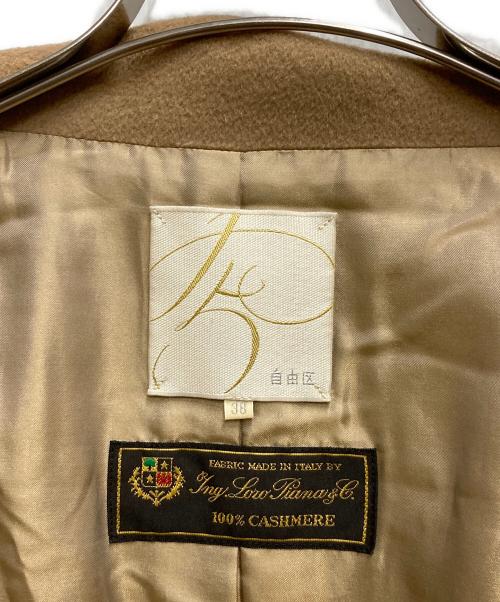 自由区
38
FABRIC MADE IN ITALY BY
Ing. Loro Piana & C.
100% CASHMERE